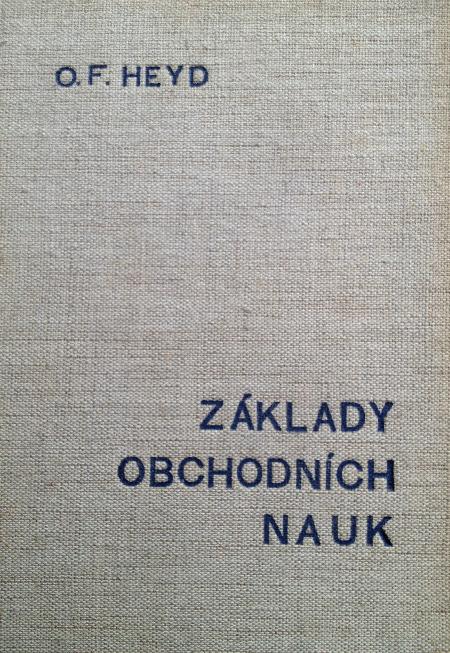 O. F. HEYD
ZÁKLADY
OBCHODNÍCH
NAUK